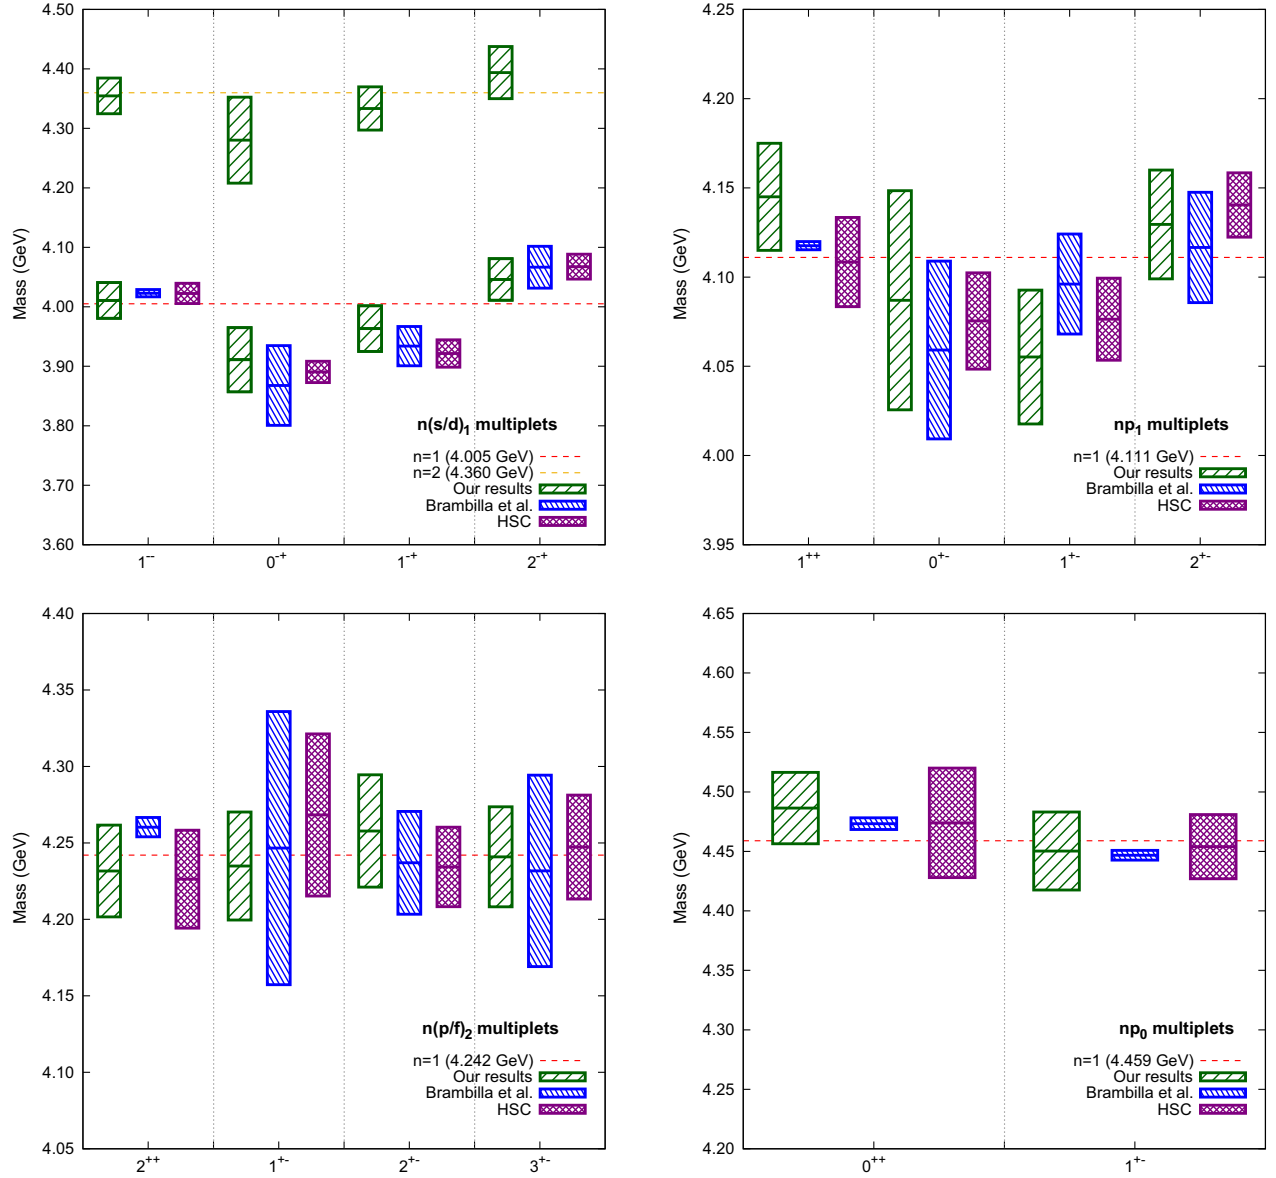 4.50
4.40
4.30
4.20
4.10
4.00
3.90
3.80
3.70
3.60
Mass (GeV)
n(s/d)₁ multiplets
n=1 (4.005 GeV)
n=2 (4.360 GeV)
Our results
Brambilla et al.
HSC
1⁻⁻ 0⁻⁺ 1⁻⁺ 2⁻⁺
4.25
4.20
4.15
4.10
4.05
4.00
3.95
Mass (GeV)
np₁ multiplets
n=1 (4.111 GeV)
Our results
Brambilla et al.
HSC
1⁺⁺ 0⁺⁻ 1⁺⁻ 2⁺⁻
4.40
4.35
4.30
4.25
4.20
4.15
4.10
4.05
Mass (GeV)
n(p/f)₂ multiplets
n=1 (4.242 GeV)
Our results
Brambilla et al.
HSC
2⁺⁺ 1⁺⁻ 2⁺⁻ 3⁺⁻
4.65
4.60
4.55
4.50
4.45
4.40
4.35
4.30
4.25
4.20
Mass (GeV)
np₀ multiplets
n=1 (4.459 GeV)
Our results
Brambilla et al.
HSC
0⁺⁺ 1⁺⁻